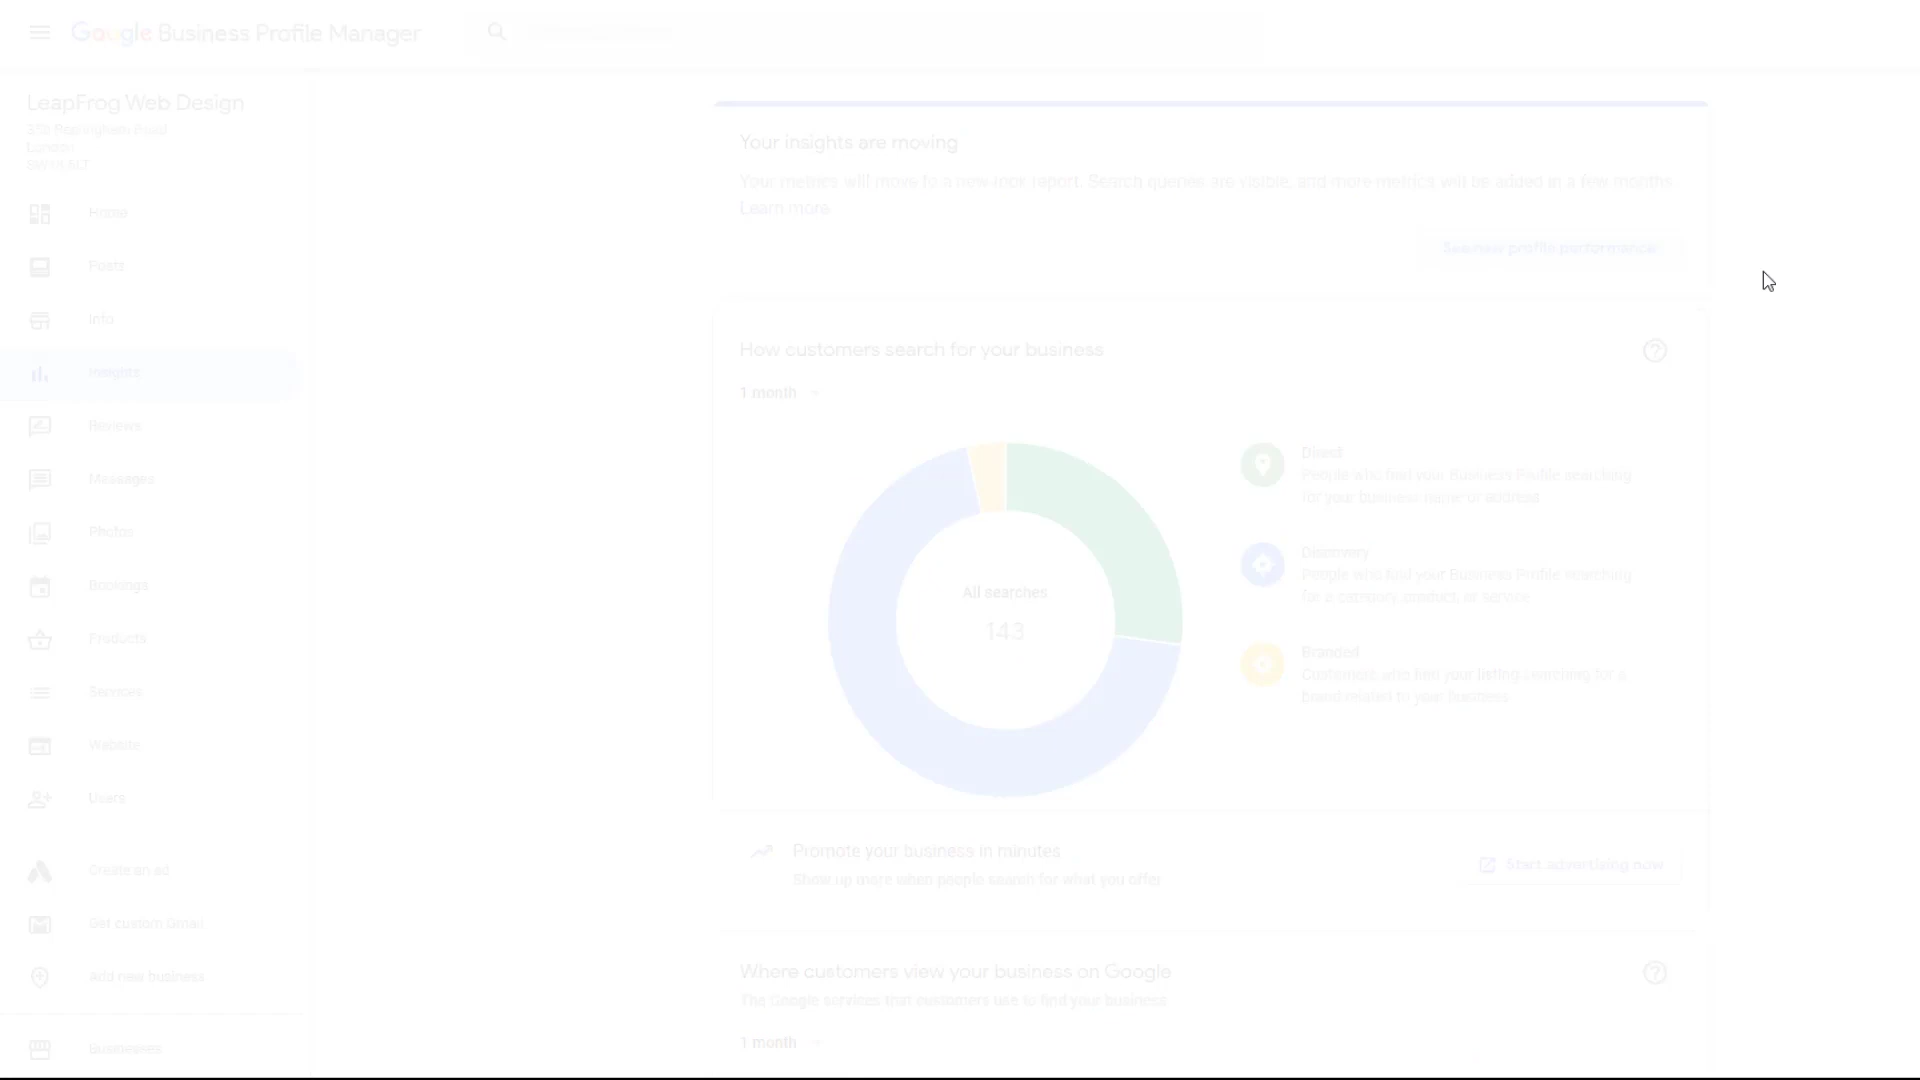 Google Business Profile Manager
LeapFrog Web Design
London
Home
Posts
Info
Insights
Reviews
Messages
Photos
Bookings
Products
Services
Website
Users
Create an ad
Get custom Gmail
Add new business
Businesses
Your insights are moving
Your metrics will move to a new report. Search queries are visible, and more metrics will be added in a few months.
Learn more
See new profile performance
How customers search for your business
1 month
All searches
143
Direct
People who find your Business Profile searching
for your business name or address
Discovery
People who find your Business Profile searching
for a category, product, or service
Branded
Customers who find your listing searching for a
brand related to your business
Promote your business in minutes
Show up more when people search for what you offer
Start advertising now
Where customers view your business on Google
The Google services that customers use to find your business
1 month